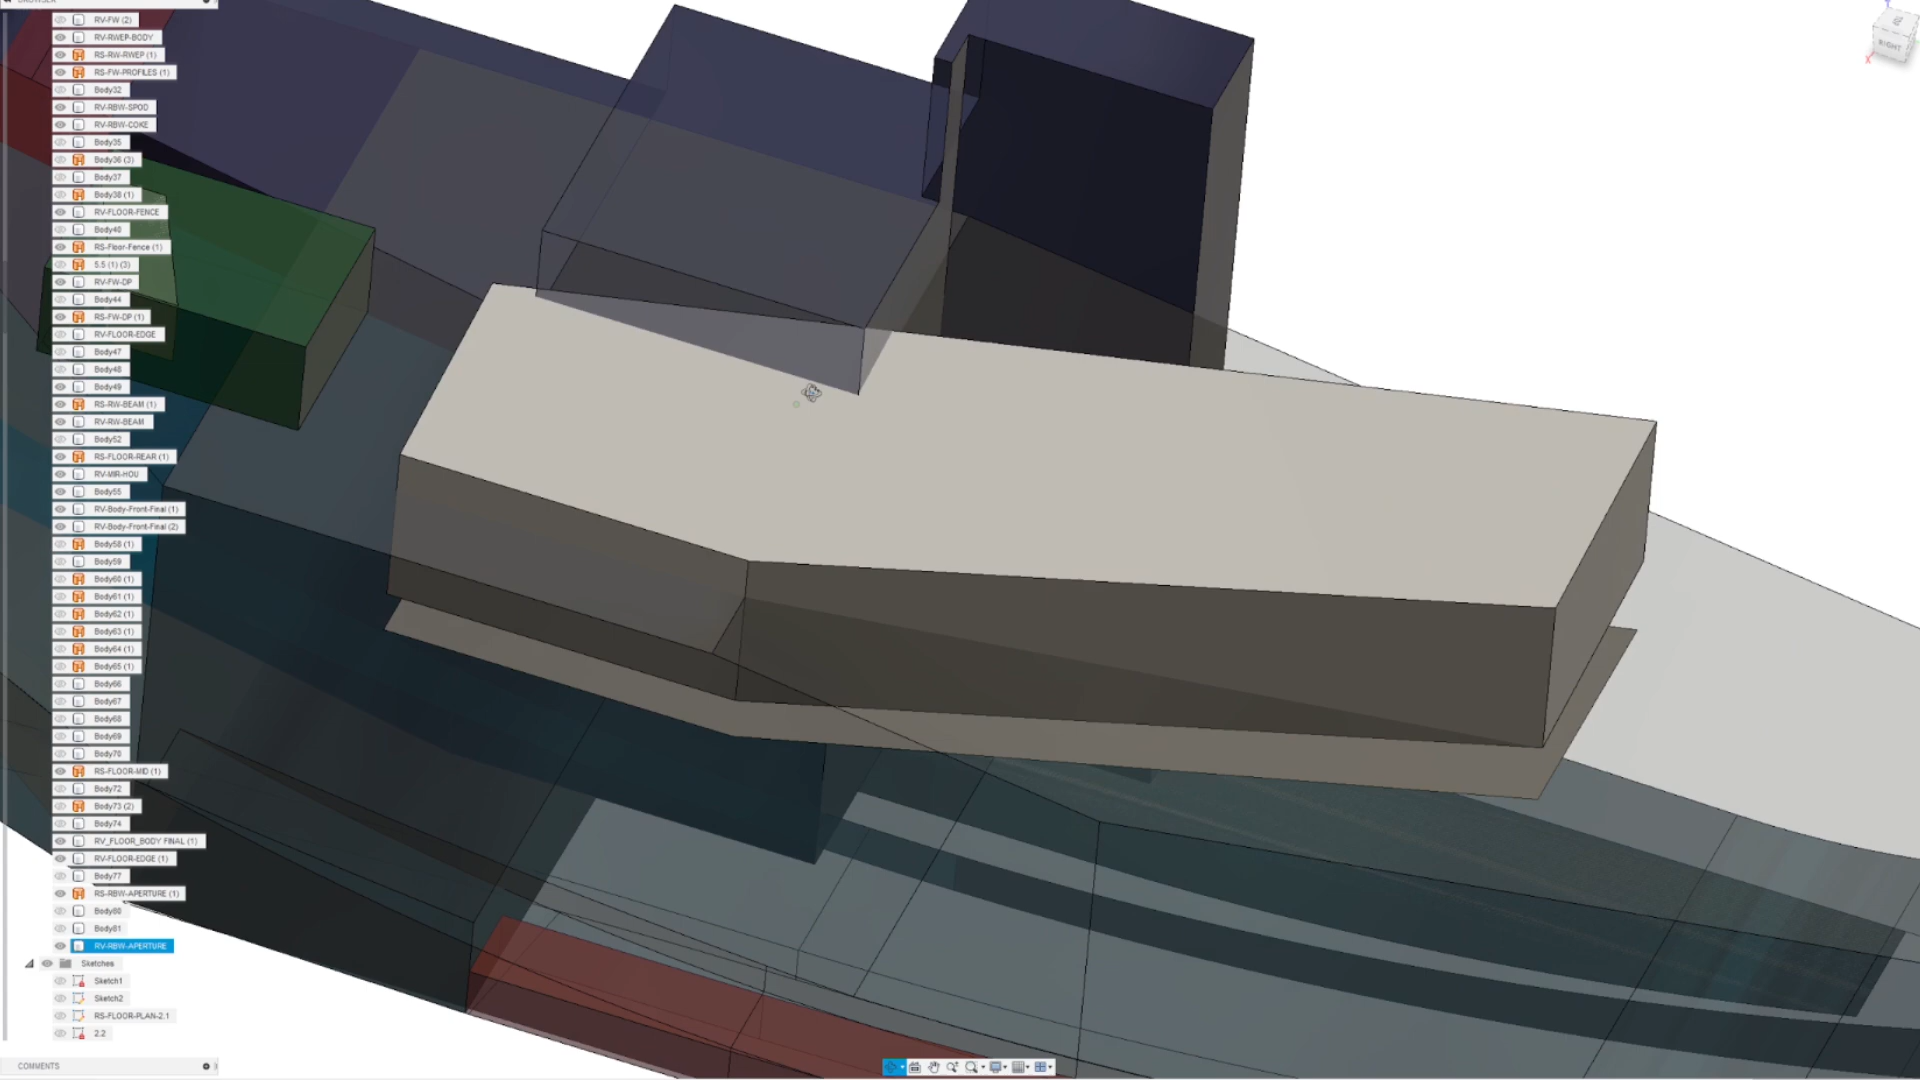 BROWSER
RV-FW (2)
RV-RWEP-BODY
RS-RW-RWEP (1)
RS-FW-PROFILES (1)
Body32
RV-RBW-SPOD
RV-RBW-COKE
Body35
Body36 (3)
Body37
Body38 (1)
RV-FLOOR-FENCE
Body40
RS-Floor-Fence (1)
5.5 (1) (3)
RV-FW-DP
Body44
RS-FW-DP (1)
RV-FLOOR-EDGE
Body47
Body48
Body49
RS-RW-BEAM (1)
RV-RW-BEAM
Body52
RS-FLOOR-REAR (1)
RV-MIR-HOU
Body55
RV-Body-Front-Final (1)
RV-Body-Front-Final (2)
Body58 (1)
Body59
Body60 (1)
Body61 (1)
Body62 (1)
Body63 (1)
Body64 (1)
Body65 (1)
Body66
Body67
Body68
Body69
Body70
RS-FLOOR-MID (1)
Body72
Body73 (2)
Body74
RV_FLOOR_BODY FINAL (1)
RV-FLOOR-EDGE (1)
Body77
RS-RBW-APERTURE (1)
Body80
Body81
RV-RBW-APERTURE
Sketches
Sketch1
Sketch2
RS-FLOOR-PLAN-2.1
2.2
COMMENTS
RIGHT
X